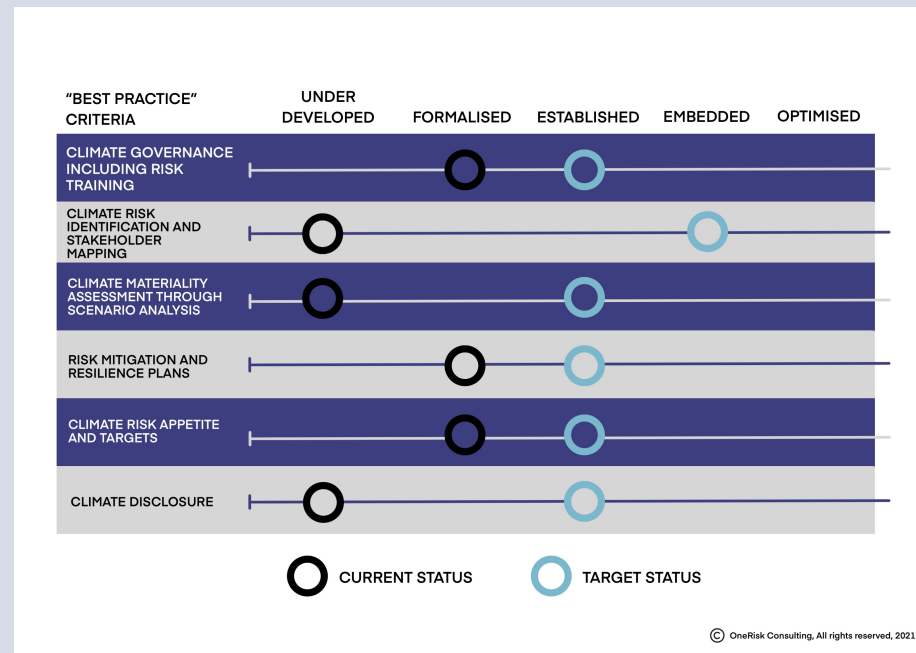 "BEST PRACTICE"
CRITERIA
UNDER
DEVELOPED
FORMALISED
ESTABLISHED
EMBEDDED
OPTIMISED
CLIMATE GOVERNANCE
INCLUDING RISK
TRAINING
CLIMATE RISK
IDENTIFICATION AND
STAKEHOLDER
MAPPING
CLIMATE MATERIALITY
ASSESSMENT THROUGH
SCENARIO ANALYSIS
RISK MITIGATION AND
RESILIENCE PLANS
CLIMATE RISK APPETITE
AND TARGETS
CLIMATE DISCLOSURE
CURRENT STATUS
TARGET STATUS
© OneRisk Consulting, All rights reserved, 2021